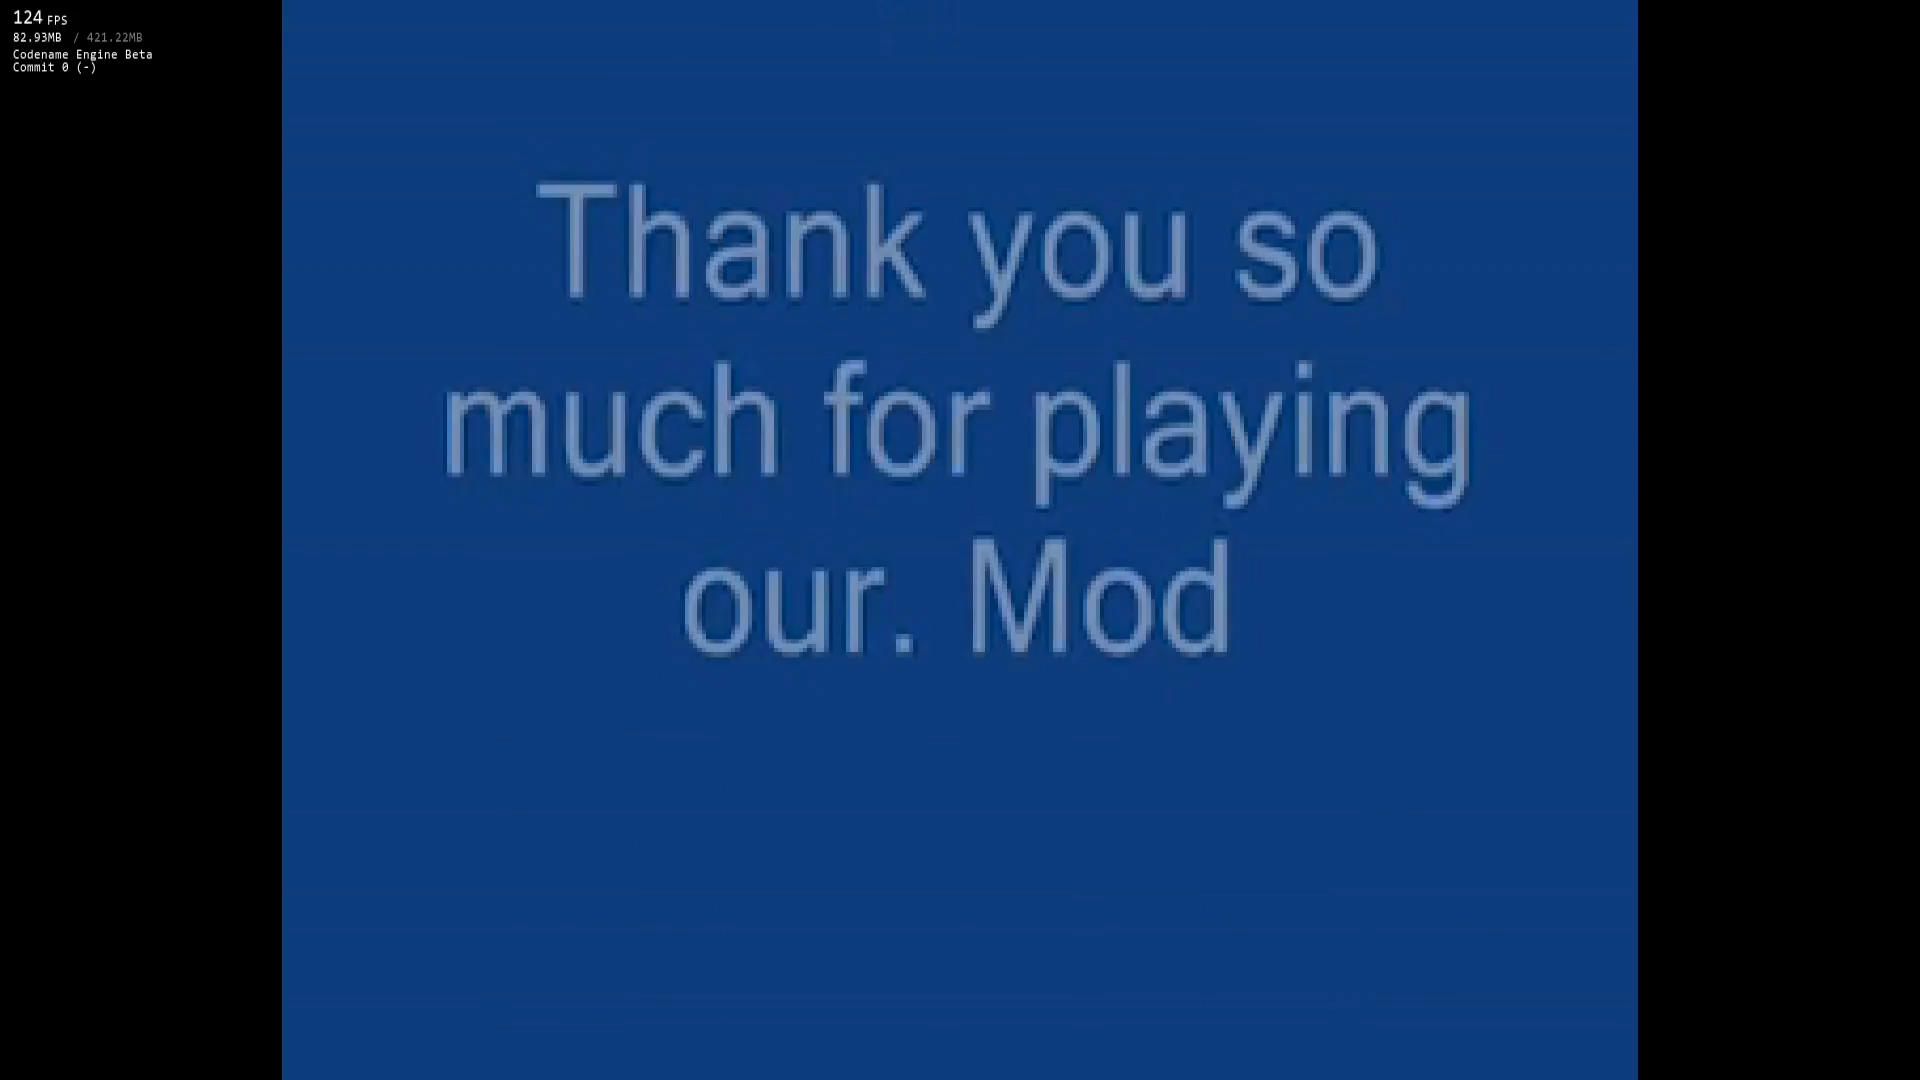 124 FPS
82.93MB / 421.22MB
Codename Engine Beta
Commit 0 (-)
Thank you so
much for playing
our. Mod